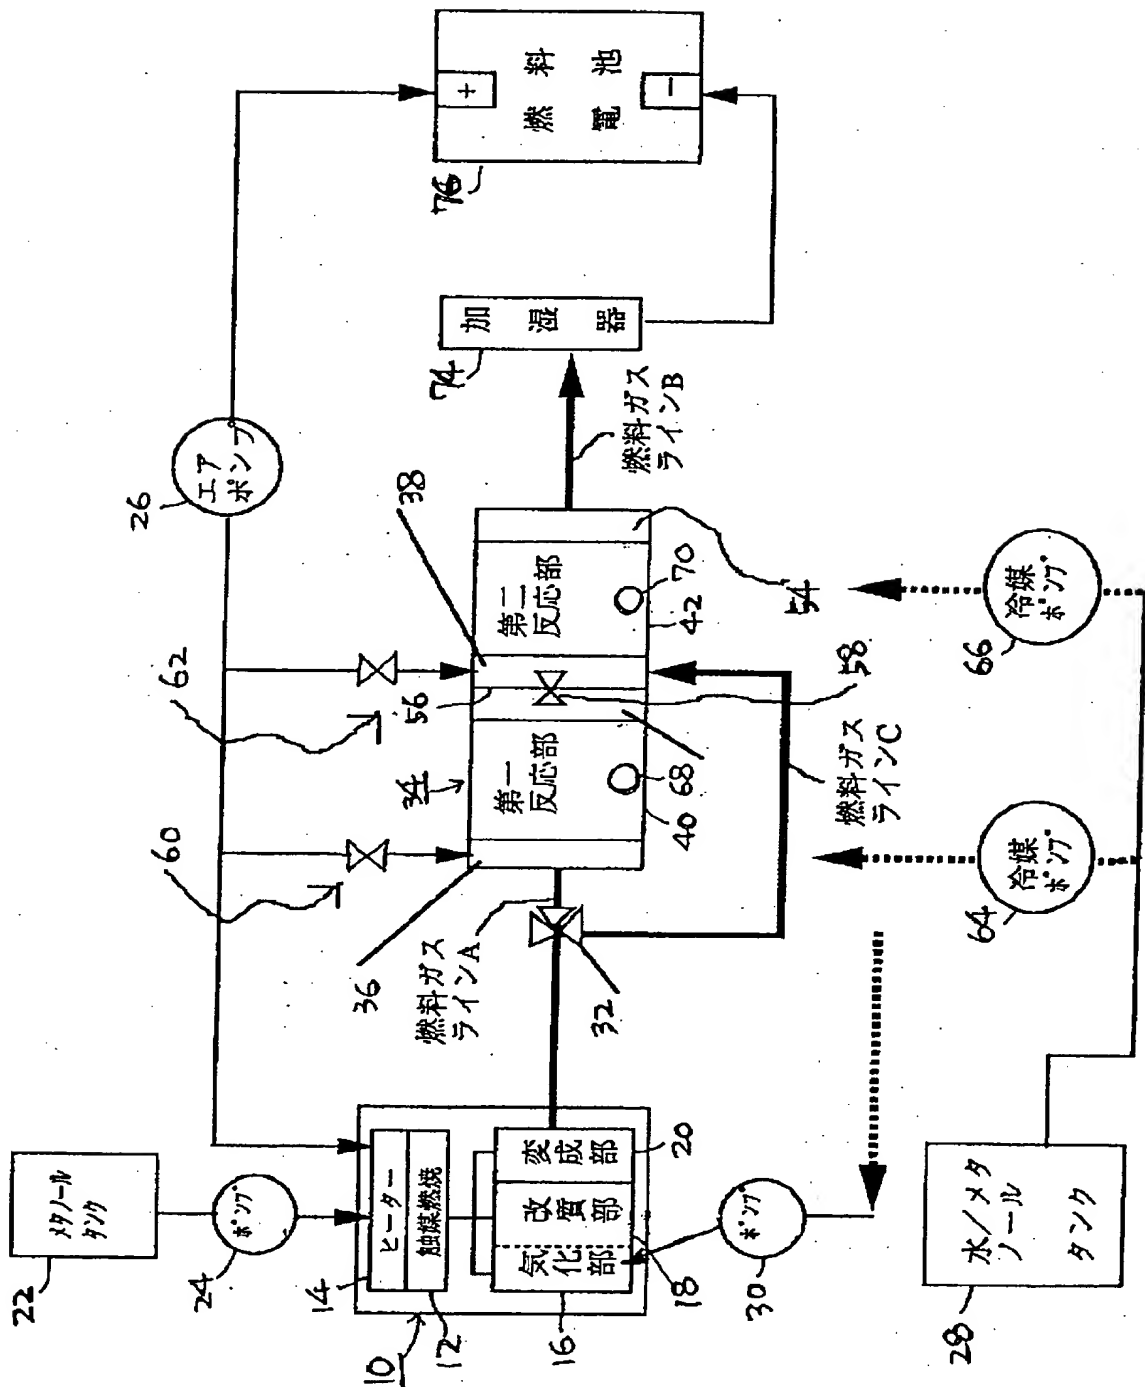 22
メタノール
タンク
24
ポンプ
10
14
ヒーター
12
触媒燃焼
16
気化部
18
改質部
変成部
20
30
ポンプ
28
水/メタ
ノール
タンク
26
エア
ポンプ
60
62
36
燃料ガス
ラインA
32
34
第一
反応部
68
40
56
38
58
第二
反応部
70
42
54
燃料ガス
ラインC
64
冷媒
ポンプ
66
冷媒
ポンプ
燃料ガス
ラインB
74
加湿器
76
+
燃料
電池
−